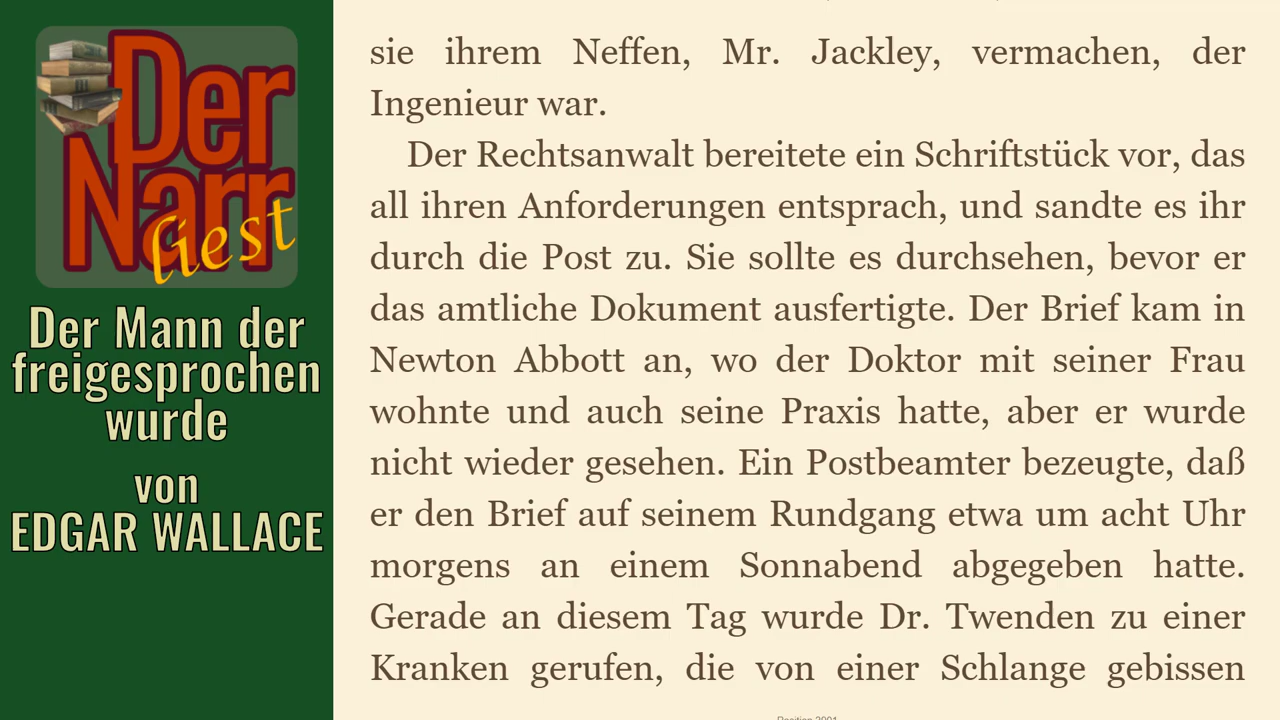 Der
Narr
liest
Der Mann der
freigesprochen
wurde
von
EDGAR WALLACE
sie ihrem Neffen, Mr. Jackley, vermachen, der
Ingenieur war.
Der Rechtsanwalt bereitete ein Schriftstück vor, das
all ihren Anforderungen entsprach, und sandte es ihr
durch die Post zu. Sie sollte es durchsehen, bevor er
das amtliche Dokument ausfertigte. Der Brief kam in
Newton Abbott an, wo der Doktor mit seiner Frau
wohnte und auch seine Praxis hatte, aber er wurde
nicht wieder gesehen. Ein Postbeamter bezeugte, daß
er den Brief auf seinem Rundgang etwa um acht Uhr
morgens an einem Sonnabend abgegeben hatte.
Gerade an diesem Tag wurde Dr. Twenden zu einer
Kranken gerufen, die von einer Schlange gebissen